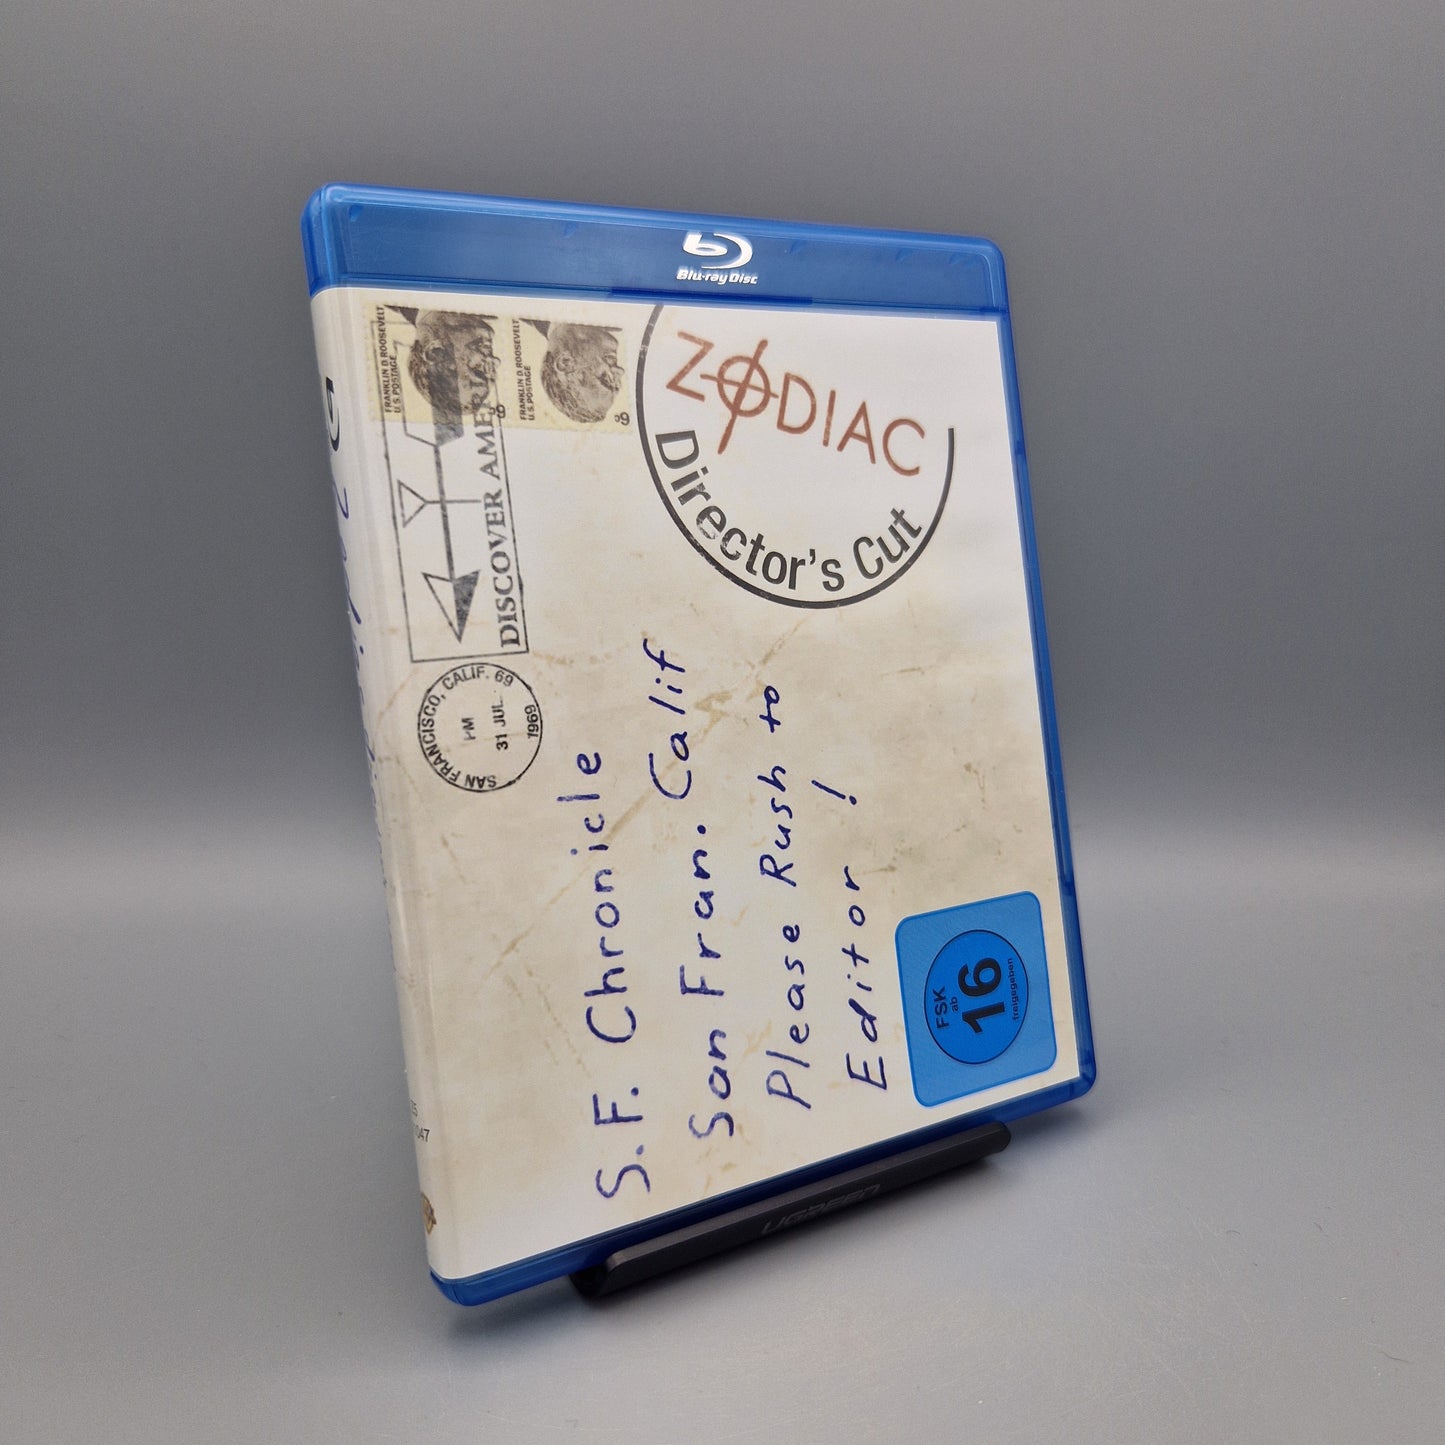 Blu-ray Disc
FRANKLIN D. ROOSEVELT
U.S. POSTAGE
6¢
FRANKLIN D. ROOSEVELT
U.S. POSTAGE
6¢
DISCOVER AMERICA
SAN FRANCISCO, CALIF. 69
PM
31 JUL.
1969
ZODIAC
Director's Cut
S.F. Chronicle
San Fran. Calif
Please Rush to
Editor !
FSK
ab
16
freigegeben
UGREEN